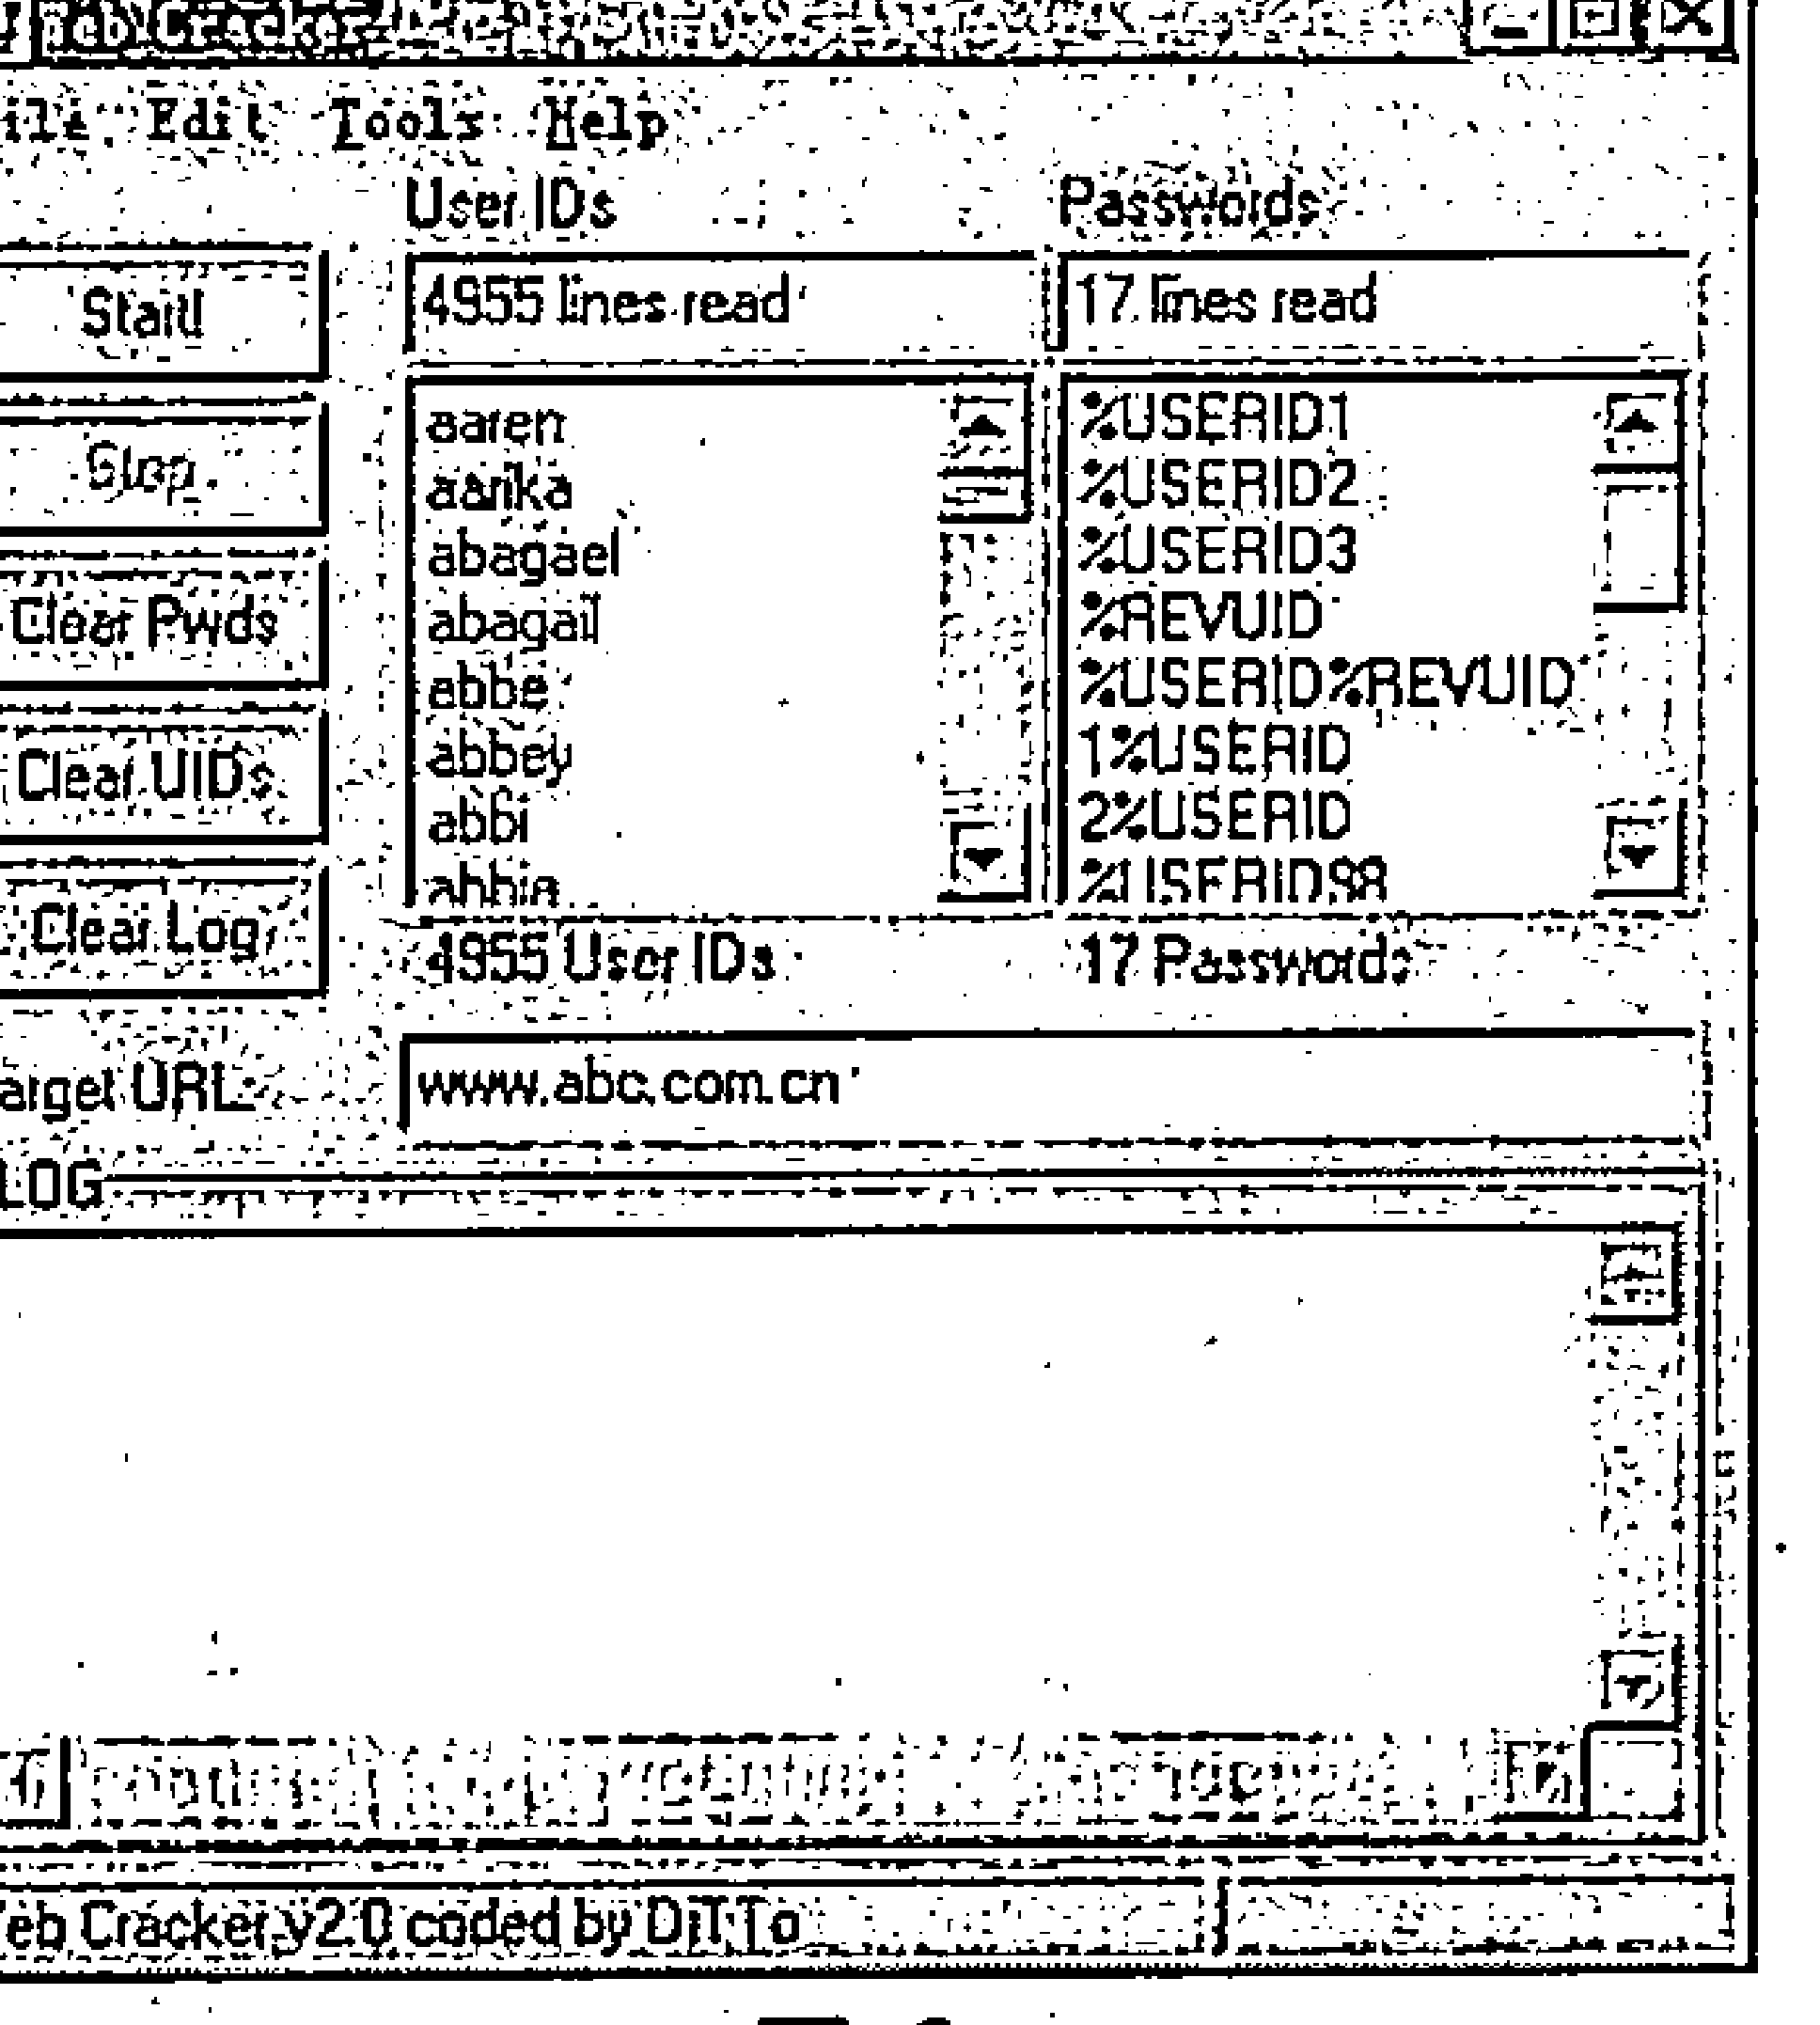 eb Cracker
ile Edit Tools Help
User IDs Passwords
Start!
4955 lines read
17 lines read
Stop
aaren
aarika
abagael
abagail
abbe
abbey
abbi
%USERID1
%USERID2
%USERID3
%REVUID
%USERID%REVUID
1%USERID
2%USERID
%USERID98
Clear Pwds
Clear UIDs
Clear Log
4955 User IDs 17 Passwords
arget URL: www.abc.com.cn
LOG
eb Cracker v2.0 coded by DiTTo